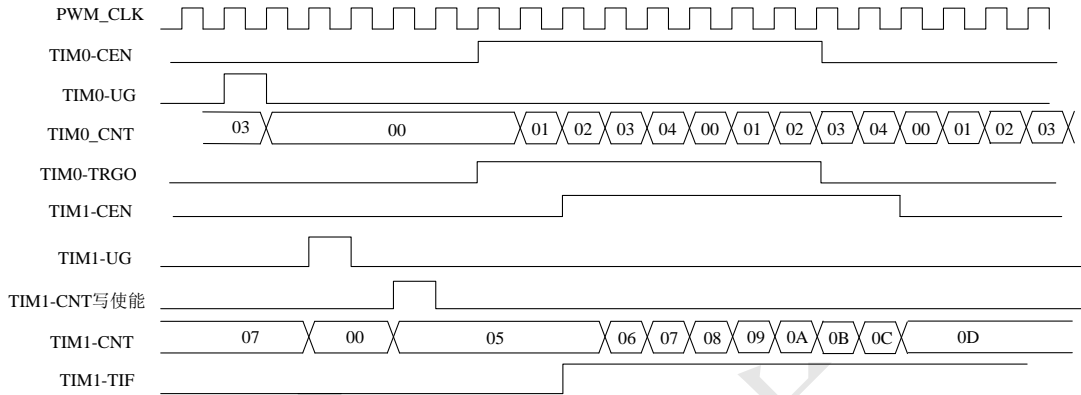 PWM_CLK
TIM0-CEN
TIM0-UG
TIM0_CNT 03 00 01 02 03 04 00 01 02 03 04 00 01 02 03
TIM0-TRGO
TIM1-CEN
TIM1-UG
TIM1-CNT写使能
TIM1-CNT 07 00 05 06 07 08 09 0A 0B 0C 0D
TIM1-TIF